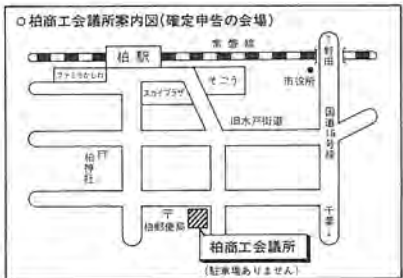 ○柏商工会議所案内図(確定申告の会場)
常磐線
柏駅
ファミリかしわ
そごう
スカイプラザ
市役所
↑野田
旧水戸街道
国道16号線
柏神社
千葉↓
〒
柏郵便局
柏商工会議所
(駐車場ありません)